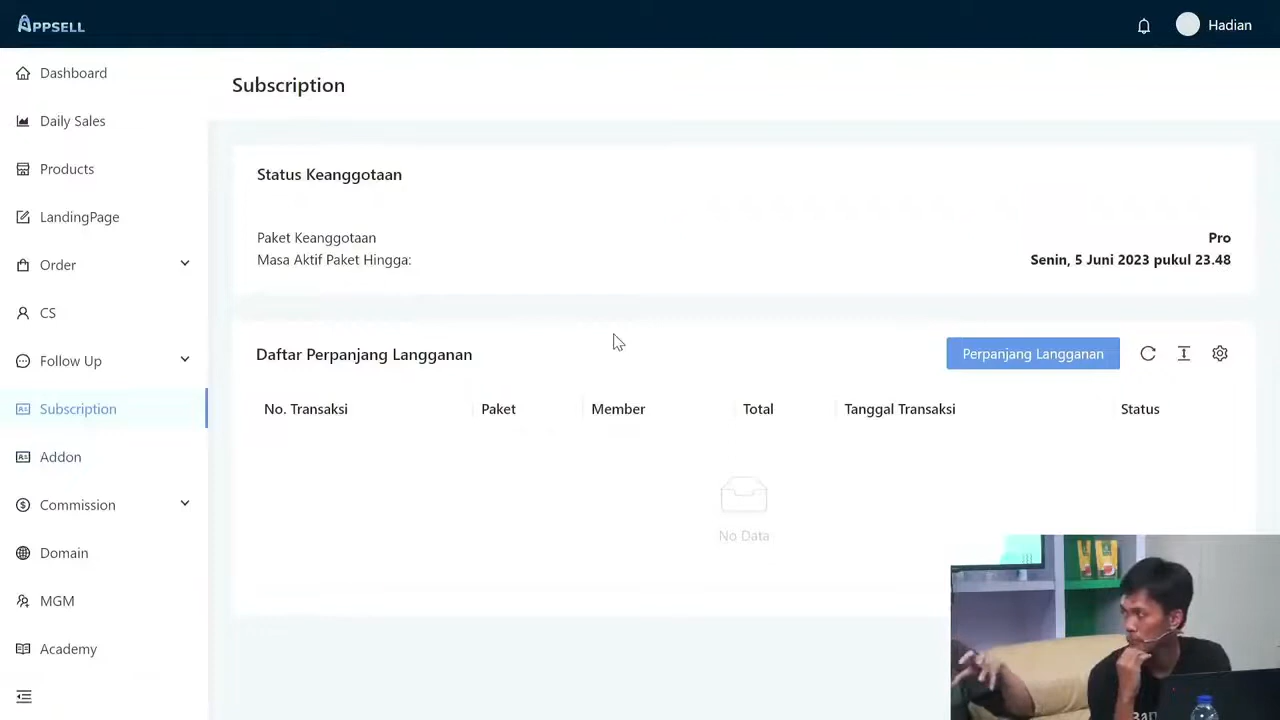 APPSELL
Hadian
Dashboard
Daily Sales
Products
LandingPage
Order
CS
Follow Up
Subscription
Addon
Commission
Domain
MGM
Academy
Subscription
Status Keanggotaan
Paket Keanggotaan Pro
Masa Aktif Paket Hingga: Senin, 5 Juni 2023 pukul 23.48
Daftar Perpanjang Langganan Perpanjang Langganan
No. Transaksi Paket Member Total Tanggal Transaksi Status
No Data